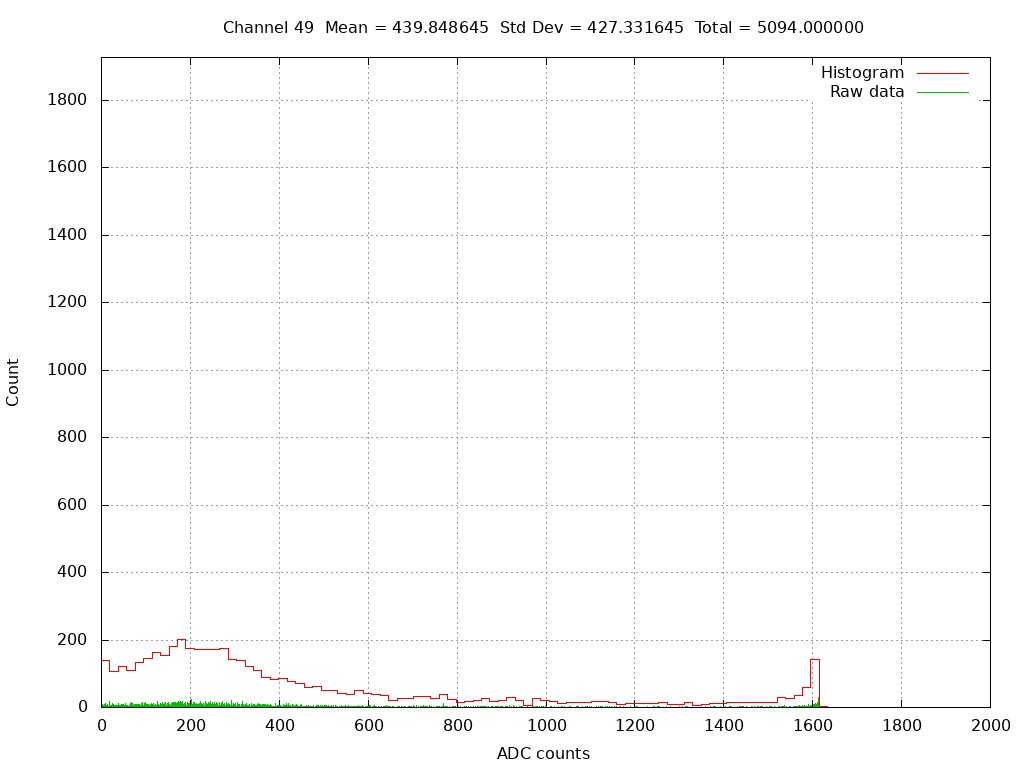 Channel 49  Mean = 439.848645  Std Dev = 427.331645  Total = 5094.000000
Histogram
Raw data
1800
1600
1400
1200
1000
800
600
400
200
0
Count
0 200 400 600 800 1000 1200 1400 1600 1800 2000
ADC counts